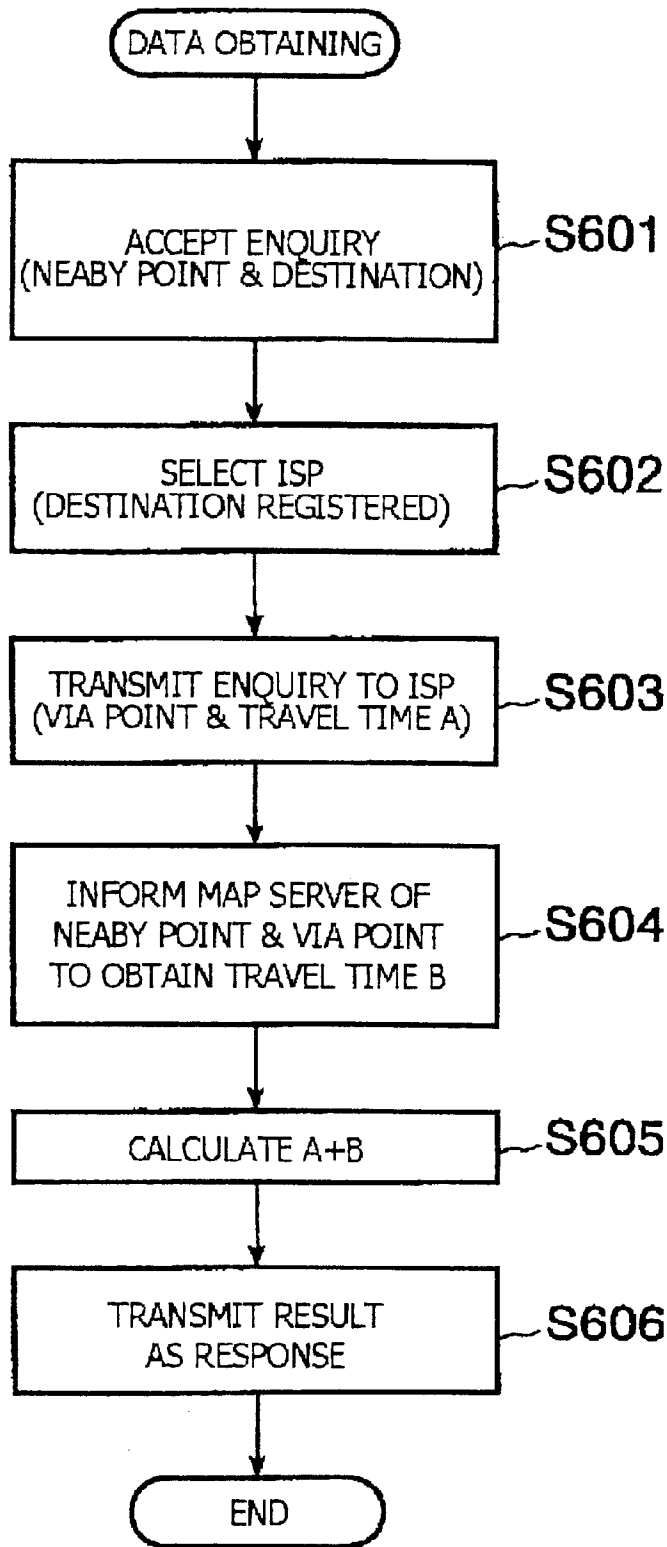 DATA OBTAINING
ACCEPT ENQUIRY
(NEABY POINT & DESTINATION)
S601
SELECT ISP
(DESTINATION REGISTERED)
S602
TRANSMIT ENQUIRY TO ISP
(VIA POINT & TRAVEL TIME A)
S603
INFORM MAP SERVER OF
NEABY POINT & VIA POINT
TO OBTAIN TRAVEL TIME B
S604
CALCULATE A+B
S605
TRANSMIT RESULT
AS RESPONSE
S606
END